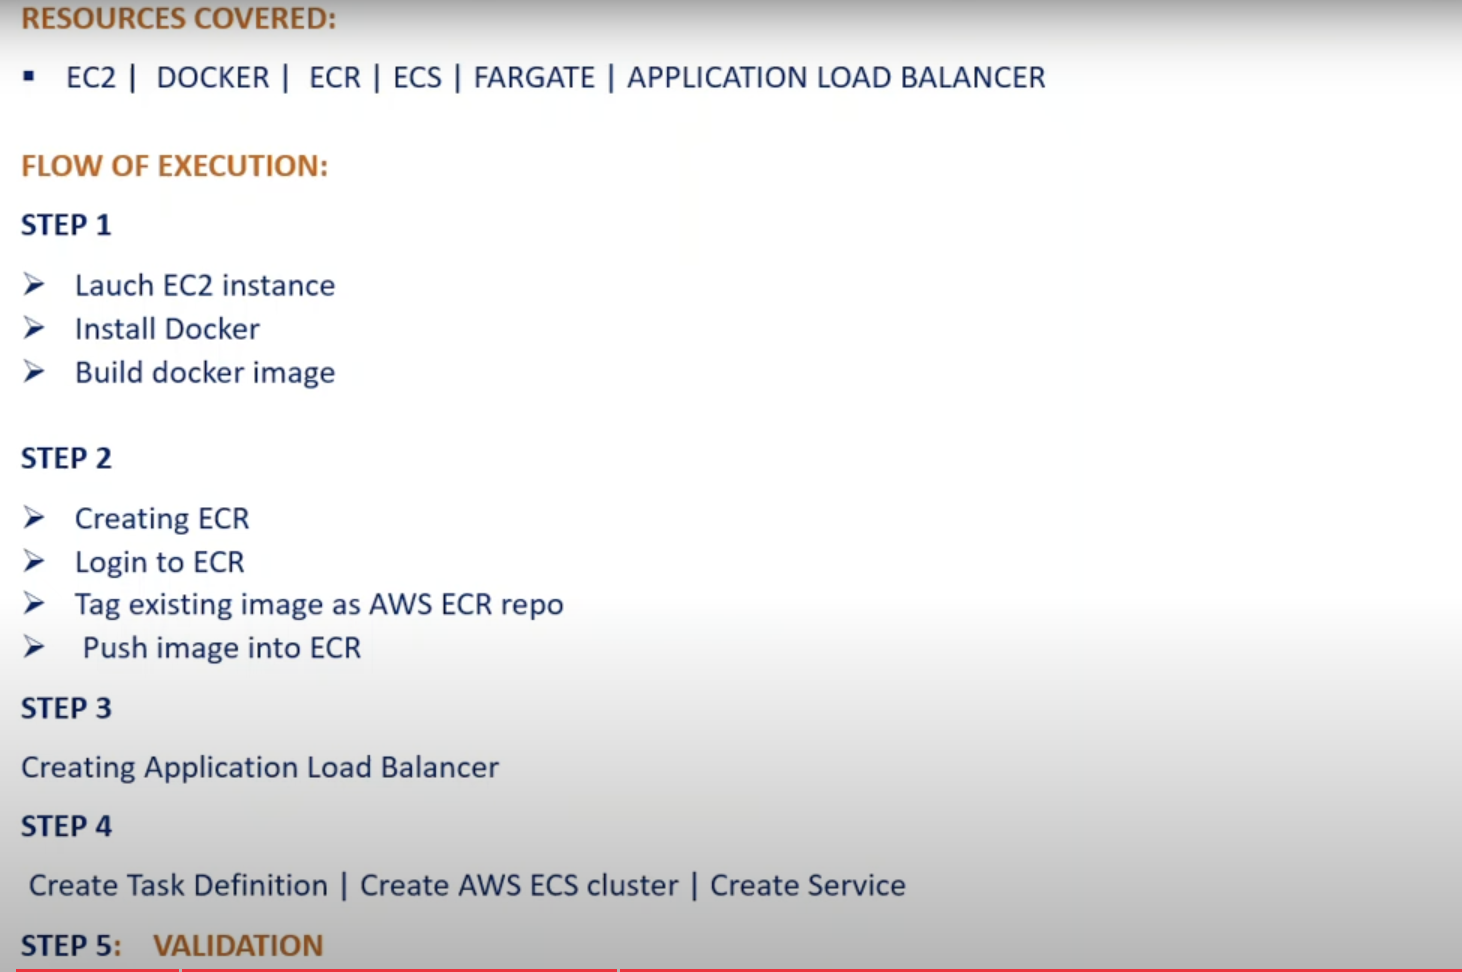 RESOURCES COVERED:
▪ EC2 | DOCKER | ECR | ECS | FARGATE | APPLICATION LOAD BALANCER
FLOW OF EXECUTION:
STEP 1
➢ Lauch EC2 instance
➢ Install Docker
➢ Build docker image
STEP 2
➢ Creating ECR
➢ Login to ECR
➢ Tag existing image as AWS ECR repo
➢ Push image into ECR
STEP 3
Creating Application Load Balancer
STEP 4
Create Task Definition | Create AWS ECS cluster | Create Service
STEP 5: VALIDATION